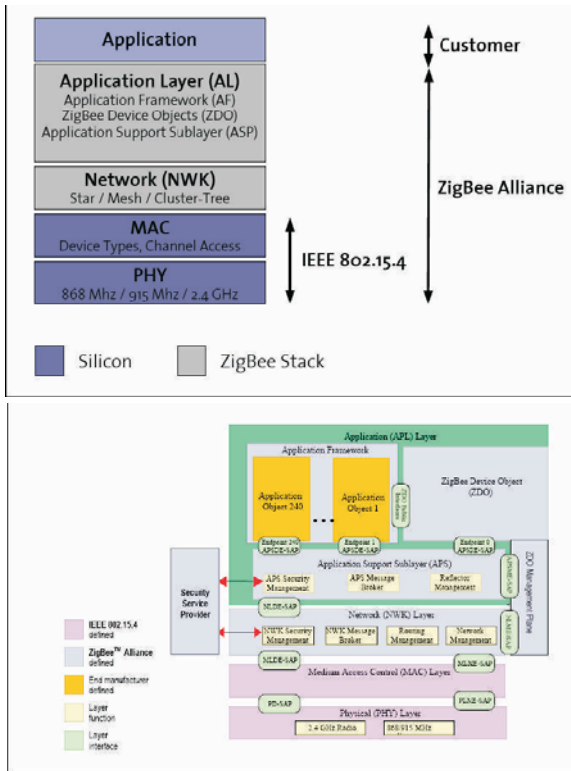 Application
Customer
Application Layer (AL)
Application Framework (AF)
ZigBee Device Objects (ZDO)
Application Support Sublayer (ASP)
ZigBee Alliance
Network (NWK)
Star / Mesh / Cluster-Tree
MAC
Device Types, Channel Access
IEEE 802.15.4
PHY
868 Mhz / 915 Mhz / 2.4 GHz
Silicon
ZigBee Stack
Application (APL) Layer
Application Framework
ZigBee Device Object
(ZDO)
Application
Object 240
...
Application
Object 1
ZDO Public
Interfaces
Endpoint 240
APSDE-SAP
Endpoint 1
APSDE-SAP
Endpoint 0
APSDE-SAP
Application Support Sublayer (APS)
APS Security
Management
APS Message
Broker
Reflector
Management
APSME-SAP
ZDO Management Plane
Security
Service
Provider
NLDE-SAP
Network (NWK) Layer
NWK Security
Management
NWK Message
Broker
Routing
Management
Network
Management
NLME-SAP
MLDE-SAP
MLME-SAP
Medium Access Control (MAC) Layer
PD-SAP
PLME-SAP
Physical (PHY) Layer
2.4 GHz Radio
868/915 MHz
IEEE 802.15.4
defined
ZigBee™ Alliance
defined
End manufacturer
defined
Layer
function
Layer
interface